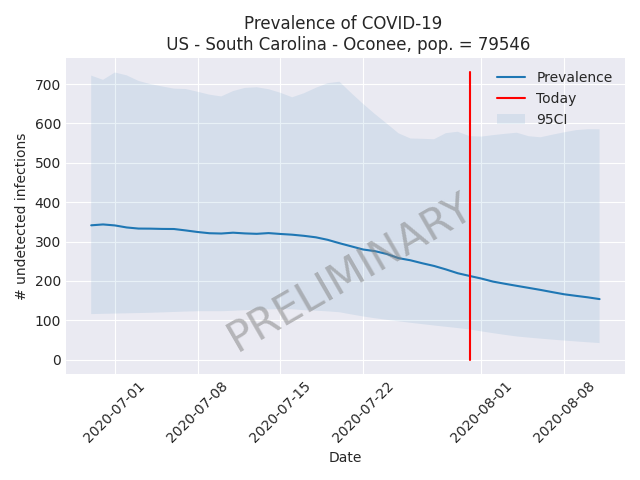 Prevalence of COVID-19
US - South Carolina - Oconee, pop. = 79546
# undetected infections
700
600
500
400
300
200
100
0
Prevalence
Today
95CI
PRELIMINARY
2020-07-01
2020-07-08
2020-07-15
2020-07-22
2020-08-01
2020-08-08
Date